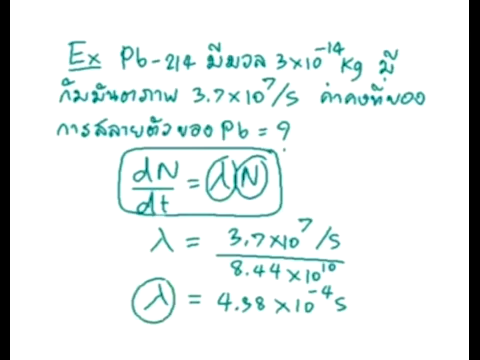 Ex Pb-214 มีมวล 3×10⁻¹⁴ kg มี
กัมมันตภาพ 3.7×10⁷/s ค่าคงที่ของ
การสลายตัวของ Pb = ?
dN/dt = λN
λ = 3.7×10⁷/s / 8.44×10¹⁰
λ = 4.38×10⁻⁴ s